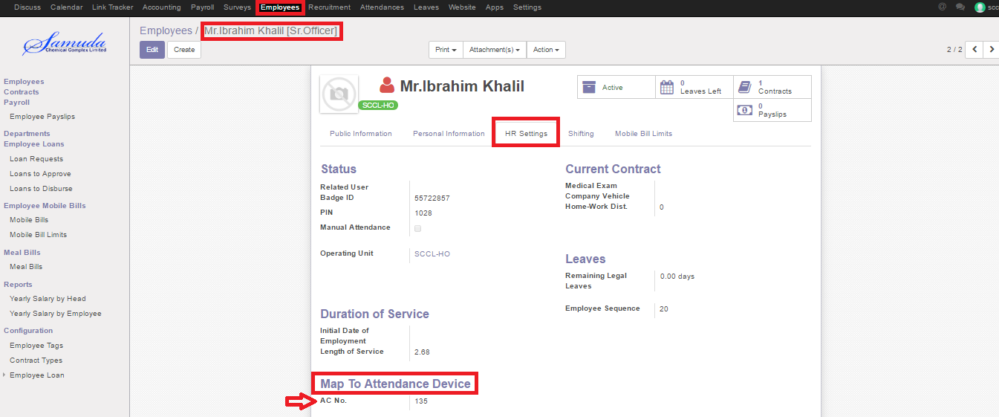 Discuss Calendar Link Tracker Accounting Payroll Surveys Employees Recruitment Attendances Leaves Website Apps Settings @ scc
Samuda
Chemical Complex Limited
Employees / Mr.Ibrahim Khalil [Sr.Officer]
Edit Create Print Attachment(s) Action 2 / 2
Employees
Contracts
Payroll
Employee Payslips
Departments
Employee Loans
Loan Requests
Loans to Approve
Loans to Disburse
Employee Mobile Bills
Mobile Bills
Mobile Bill Limits
Meal Bills
Meal Bills
Reports
Yearly Salary by Head
Yearly Salary by Employee
Configuration
Employee Tags
Contract Types
Employee Loan
Mr.Ibrahim Khalil
SCCL-HO
Active
0
Leaves Left
1
Contracts
0
Payslips
Public Information Personal Information HR Settings Shifting Mobile Bill Limits
Status
Related User
Badge ID 55722857
PIN 1028
Manual Attendance
Operating Unit SCCL-HO
Current Contract
Medical Exam
Company Vehicle
Home-Work Dist. 0
Leaves
Remaining Legal
Leaves
0.00 days
Employee Sequence 20
Duration of Service
Initial Date of
Employment
Length of Service 2.68
Map To Attendance Device
AC No. 135